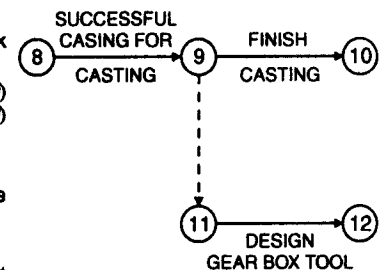 SUCCESSFUL
CASING FOR
CASTING
FINISH
CASTING
8
9
10
11
12
DESIGN
GEAR BOX TOOL